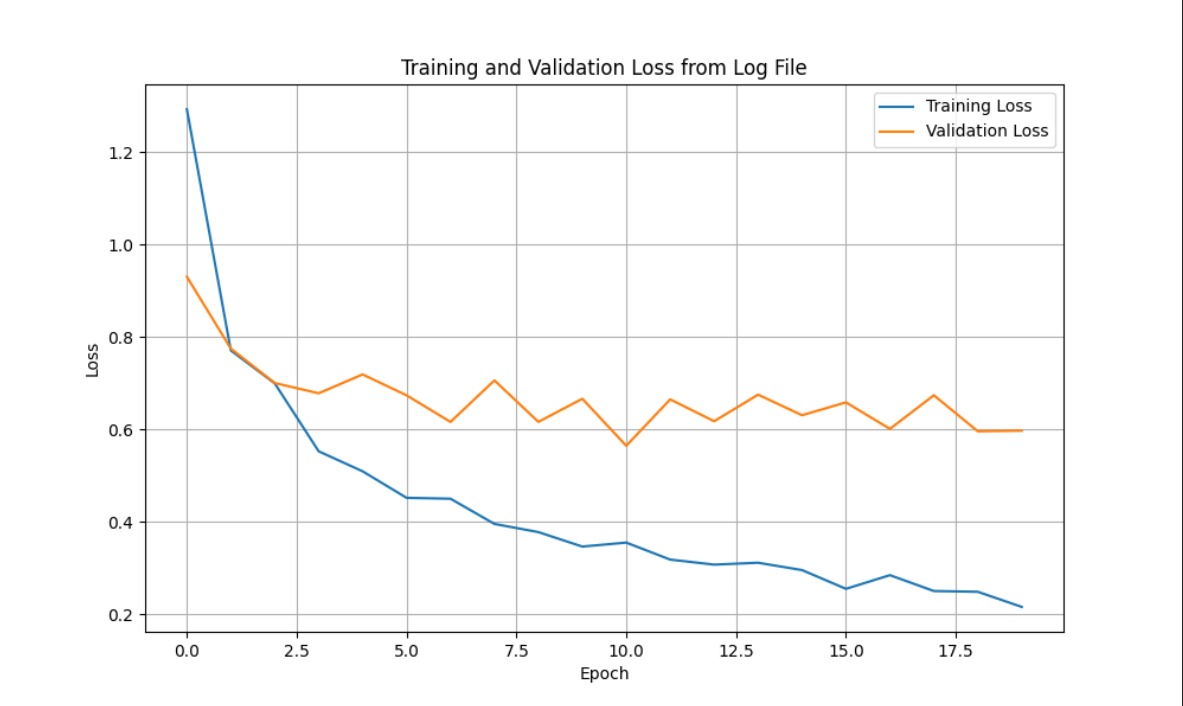 Training and Validation Loss from Log File
Training Loss
Validation Loss
1.2
1.0
0.8
0.6
0.4
0.2
Loss
0.0 2.5 5.0 7.5 10.0 12.5 15.0 17.5
Epoch